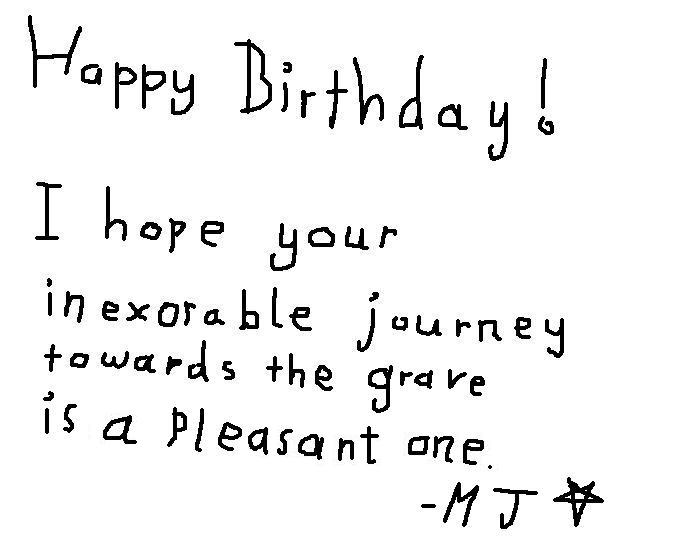 Happy Birthday!
I hope your
inexorable journey
towards the grave
is a pleasant one.
-MJ